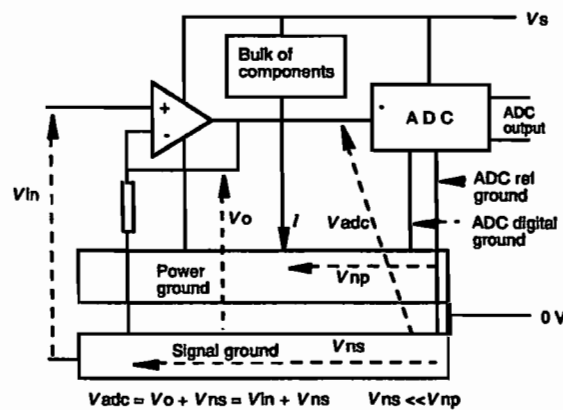 Vs
Bulk of
components
+
-
-
ADC
ADC
output
Vin
Vo
I
Vadc
ADC ref
ground
ADC digital
ground
Power
ground
Vnp
0 V
Signal ground
Vns
Vadc = Vo + Vns = Vin + Vns
Vns <<Vnp